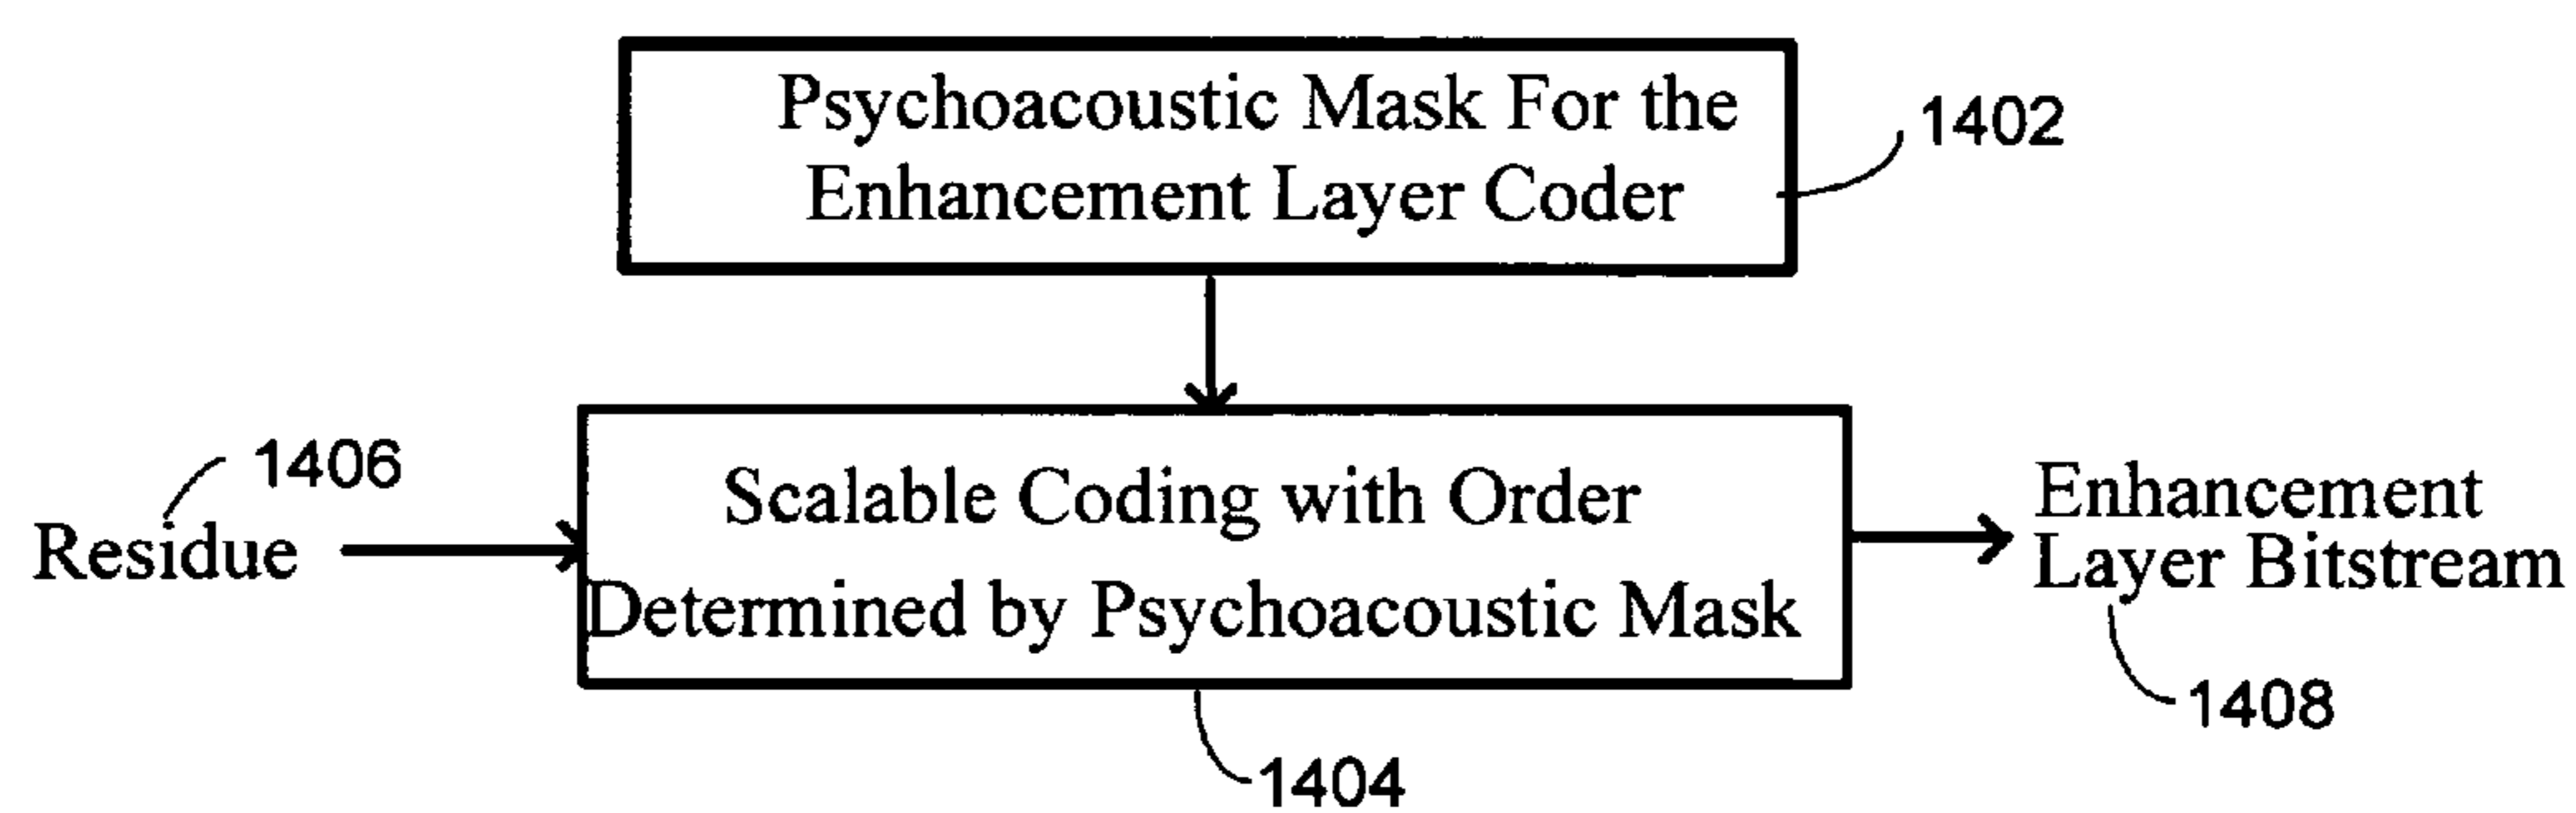 Psychoacoustic Mask For the
Enhancement Layer Coder
1402
1406
Residue
Scalable Coding with Order
Determined by Psychoacoustic Mask
1404
Enhancement
Layer Bitstream
1408